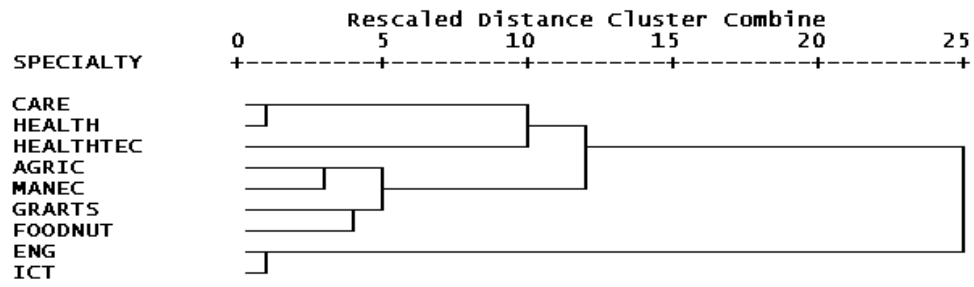 Rescaled Distance Cluster Combine
0 5 10 15 20 25
SPECIALTY
CARE
HEALTH
HEALTHTEC
AGRIC
MANEC
GRARTS
FOODNUT
ENG
ICT